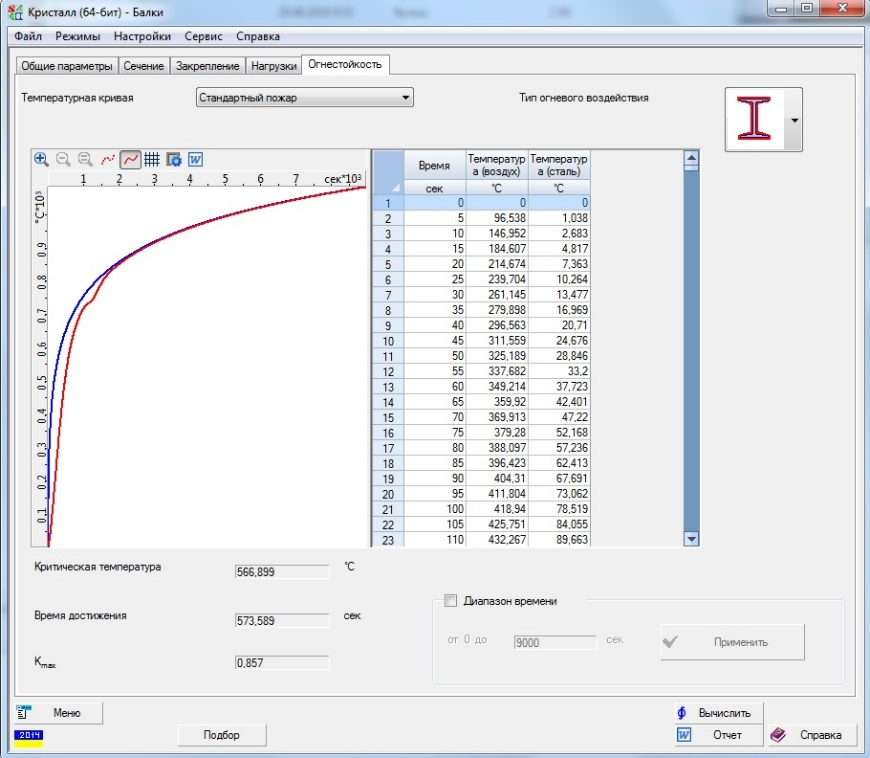 Кристалл (64-бит) - Балки
Файл Режимы Настройки Сервис Справка
Общие параметры Сечение Закрепление Нагрузки Огнестойкость
Температурная кривая Стандартный пожар Тип огневого воздействия
1 2 3 4 5 6 7 сек*10³
°C*10³
0,9
0,8
0,7
0,6
0,5
0,4
0,3
0,2
0,1
Время Температур а (воздух) Температур а (сталь)
сек °C °C
1 0 0 0
2 5 96,538 1,038
3 10 146,952 2,683
4 15 184,607 4,817
5 20 214,674 7,363
6 25 239,704 10,264
7 30 261,145 13,477
8 35 279,898 16,969
9 40 296,563 20,71
10 45 311,559 24,676
11 50 325,189 28,846
12 55 337,682 33,2
13 60 349,214 37,723
14 65 359,92 42,401
15 70 369,913 47,22
16 75 379,28 52,168
17 80 388,097 57,236
18 85 396,423 62,413
19 90 404,31 67,691
20 95 411,804 73,062
21 100 418,94 78,519
22 105 425,751 84,055
23 110 432,267 89,663
Критическая температура 566,899 °C
Время достижения 573,589 сек
Kmax 0,857
Диапазон времени
от 0 до 9000 сек Применить
Меню
2014
Подбор
Вычислить
Отчет
Справка